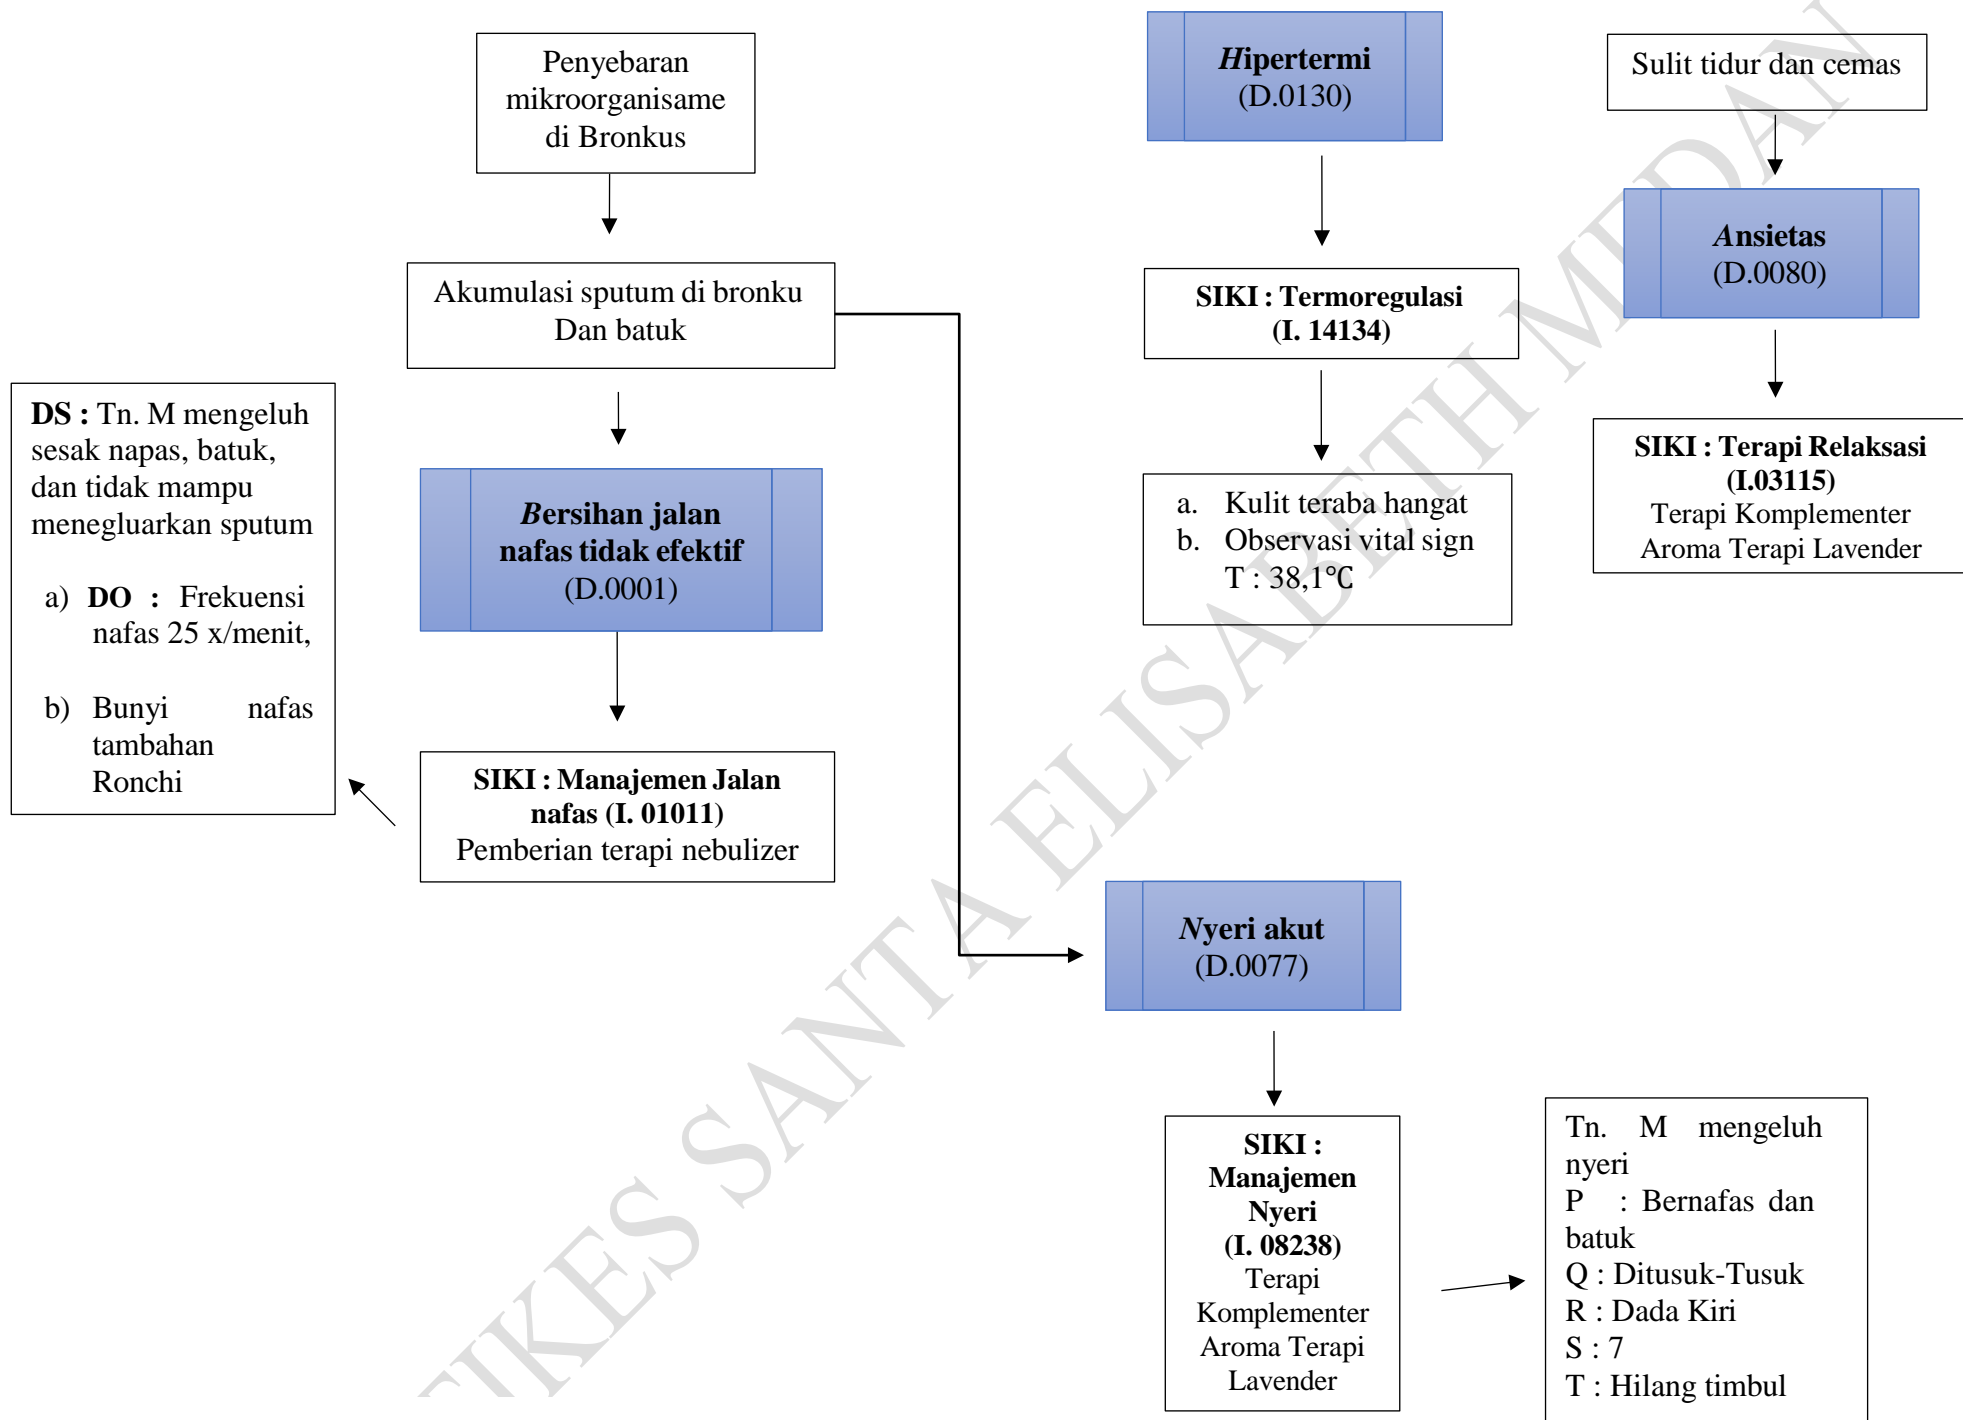 Penyebaran
mikroorganisame
di Bronkus
Akumulasi sputum di bronku
Dan batuk
DS : Tn. M mengeluh
sesak napas, batuk,
dan tidak mampu
menegluarkan sputum
a) DO : Frekuensi
nafas 25 x/menit,
b) Bunyi nafas
tambahan
Ronchi
Bersihan jalan
nafas tidak efektif
(D.0001)
SIKI : Manajemen Jalan
nafas (I. 01011)
Pemberian terapi nebulizer
Hipertermi
(D.0130)
SIKI : Termoregulasi
(I. 14134)
a. Kulit teraba hangat
b. Observasi vital sign
T : 38,1℃
Sulit tidur dan cemas
Ansietas
(D.0080)
SIKI : Terapi Relaksasi
(I.03115)
Terapi Komplementer
Aroma Terapi Lavender
Nyeri akut
(D.0077)
SIKI :
Manajemen
Nyeri
(I. 08238)
Terapi
Komplementer
Aroma Terapi
Lavender
Tn. M mengeluh
nyeri
P : Bernafas dan
batuk
Q : Ditusuk-Tusuk
R : Dada Kiri
S : 7
T : Hilang timbul
TIKES SANTA ELISABETH MEDAN